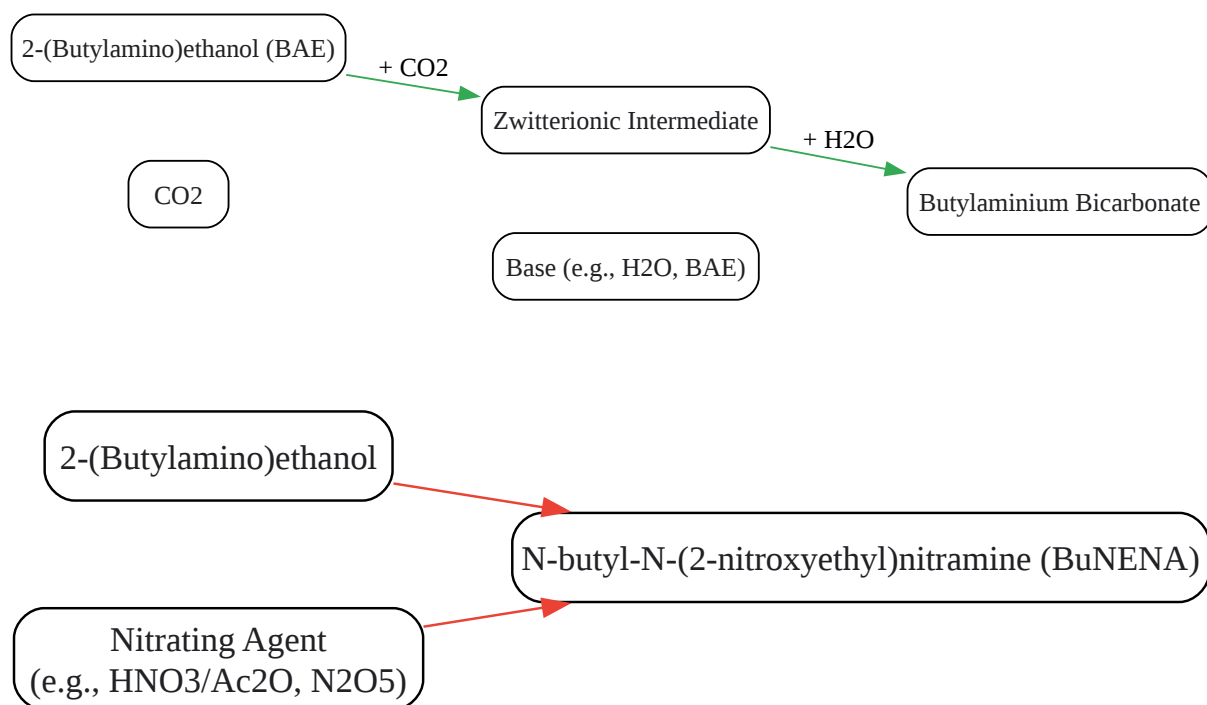 2-(Butylamino)ethanol (BAE)
+ CO2
Zwitterionic Intermediate
+ H2O
Butylaminium Bicarbonate
CO2
Base (e.g., H2O, BAE)
2-(Butylamino)ethanol
N-butyl-N-(2-nitroxyethyl)nitramine (BuNENA)
Nitrating Agent
(e.g., HNO3/Ac2O, N2O5)